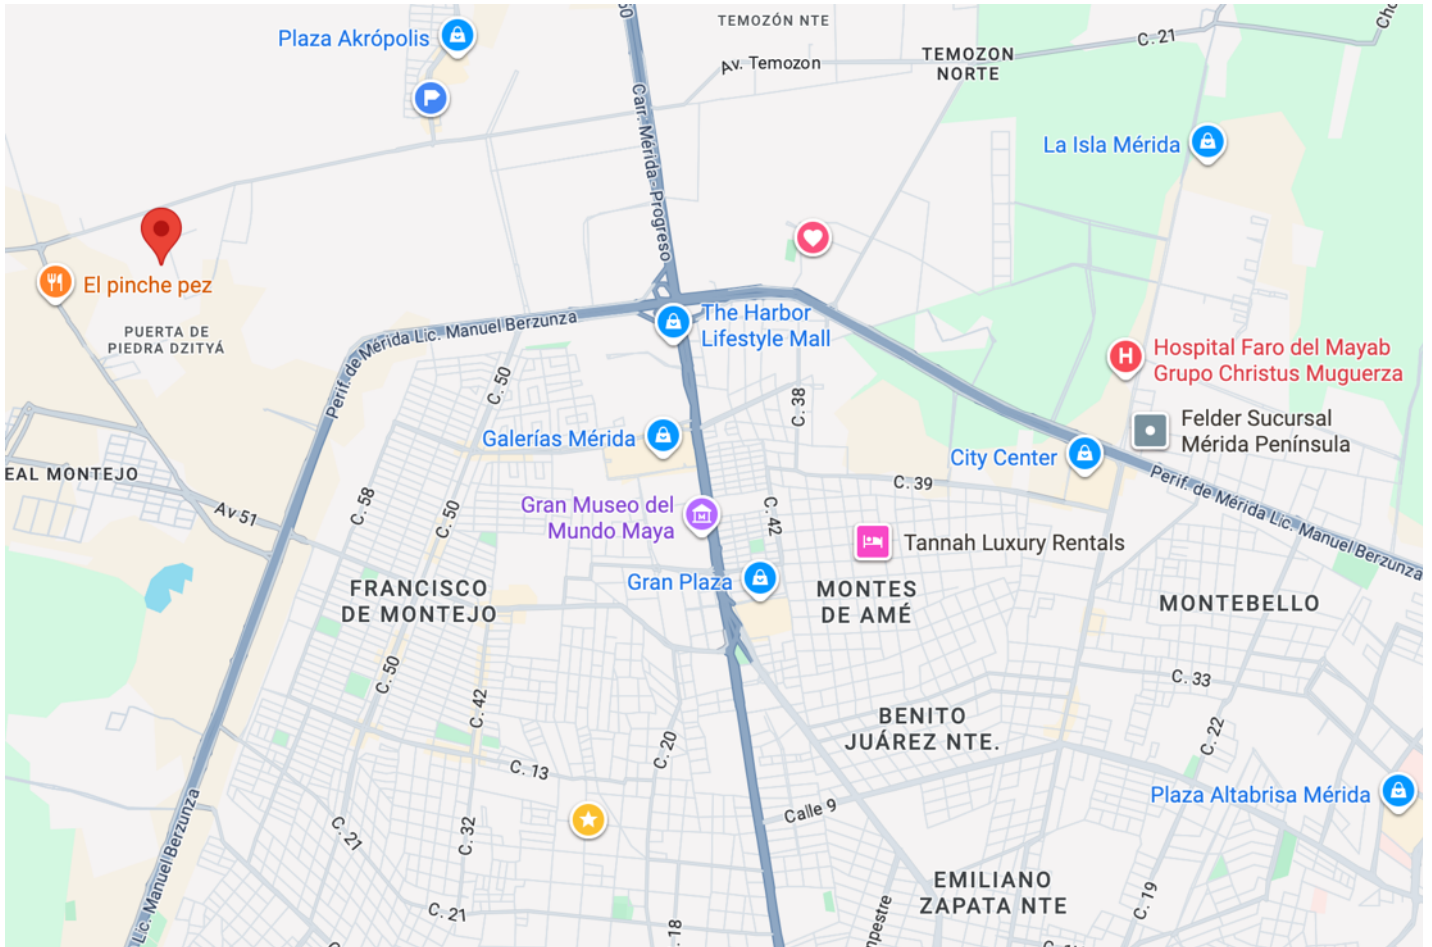 50
TEMOZÓN NTE
Plaza Akrópolis
C. 21
Av. Temozon
TEMOZON
NORTE
Carr. Mérida - Progreso
La Isla Mérida
El pinche pez
PUERTA DE
PIEDRA DZITYÁ
Perif. de Mérida Lic. Manuel Berzunza
The Harbor
Lifestyle Mall
Hospital Faro del Mayab
Grupo Christus Muguerza
C. 50
C. 38
Galerías Mérida
Felder Sucursal
Mérida Península
City Center
EAL MONTEJO
C. 39
Perif. de Mérida Lic. Manuel Berzunza
Av 51
C. 58
C. 50
Gran Museo del
Mundo Maya
C. 42
Tannah Luxury Rentals
Gran Plaza
FRANCISCO
DE MONTEJO
MONTES
DE AMÉ
MONTEBELLO
C. 50
C. 42
C. 33
BENITO
JUÁREZ NTE.
C. 20
C. 22
C. 13
Calle 9
Plaza Altabrisa Mérida
Lic. Manuel Berzunza
C. 21
C. 32
EMILIANO
ZAPATA NTE
C. 19
C. 21
C. 18
mpestre